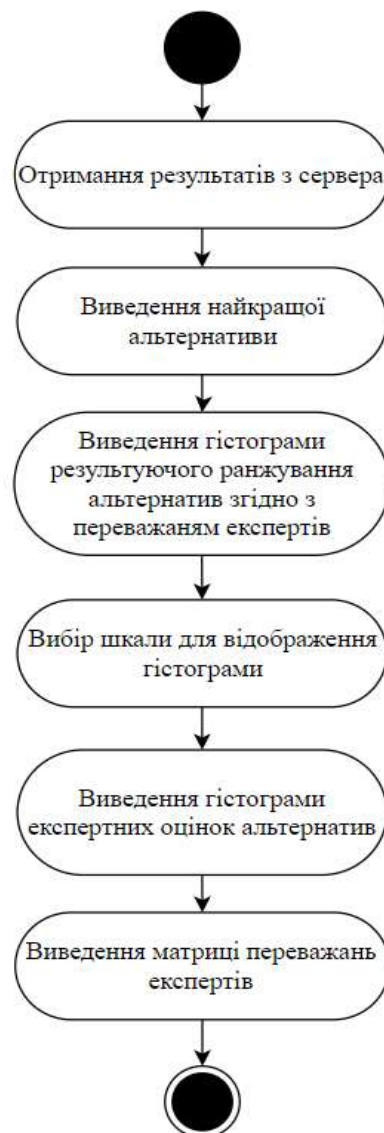 Отримання результатів з сервера
Виведення найкращої
альтернативи
Виведення гістограми
результуючого ранжування
альтернатив згідно з
переважаням експертів
Вибір шкали для відображення
гістограми
Виведення гістограми
експертних оцінок альтернатив
Виведення матриці переважань
експертів